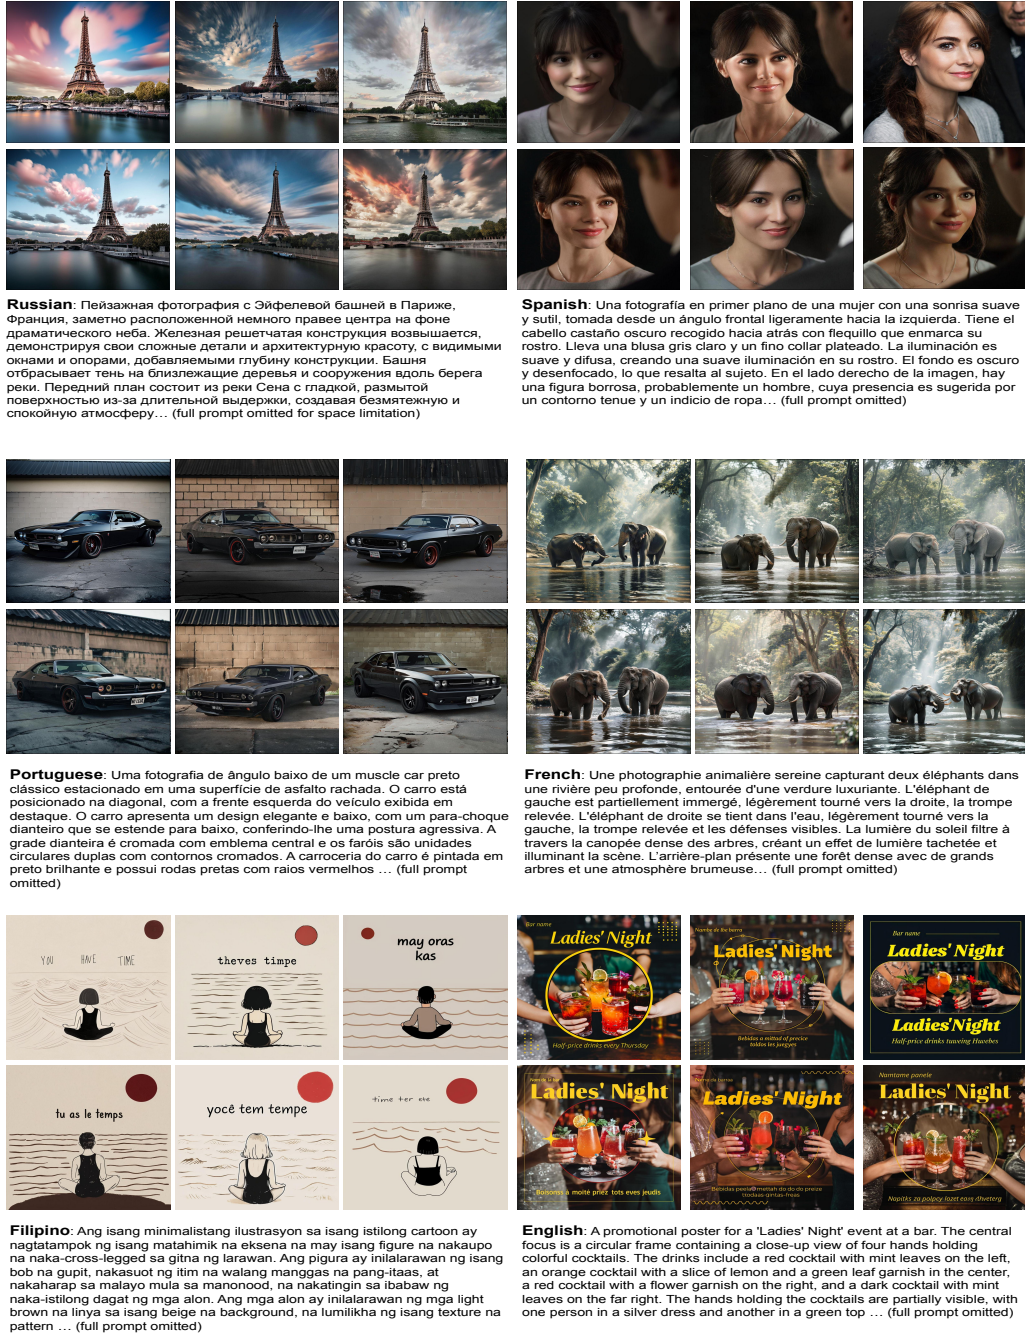 Russian: Пейзажная фотография с Эйфелевой башней в Париже,
Франция, заметно расположенной немного правее центра на фоне
драматического неба. Железная решетчатая конструкция возвышается,
демонстрируя свои сложные детали и архитектурную красоту, с видимыми
окнами и опорами, добавляемыми глубину конструкции. Башня
отбрасывает тень на близлежащие деревья и сооружения вдоль берега
реки. Передний план состоит из реки Сена с гладкой, размытой
поверхностью из-за длительной выдержки, создавая безмятежную и
спокойную атмосферу… (full prompt omitted for space limitation)
Spanish: Una fotografía en primer plano de una mujer con una sonrisa suave
y sutil, tomada desde un ángulo frontal ligeramente hacia la izquierda. Tiene el
cabello castaño oscuro recogido hacia atrás con flequillo que enmarca su
rostro. Lleva una blusa gris claro y un fino collar plateado. La iluminación es
suave y difusa, creando una suave iluminación en su rostro. El fondo es oscuro
y desenfocado, lo que resalta al sujeto. En el lado derecho de la imagen, hay
una figura borrosa, probablemente un hombre, cuya presencia es sugerida por
un contorno tenue y un indicio de ropa… (full prompt omitted)
Portuguese: Uma fotografia de ângulo baixo de um muscle car preto
clássico estacionado em uma superfície de asfalto rachada. O carro está
posicionado na diagonal, com a frente esquerda do veículo exibida em
destaque. O carro apresenta um design elegante e baixo, com um para-choque
dianteiro que se estende para baixo, conferindo-lhe uma postura agressiva. A
grade dianteira é cromada com emblema central e os faróis são unidades
circulares duplas com contornos cromados. A carroceria do carro é pintada em
preto brilhante e possui rodas pretas com raios vermelhos … (full prompt
omitted)
French: Une photographie animalière sereine capturant deux éléphants dans
une rivière peu profonde, entourée d'une verdure luxuriante. L'éléphant de
gauche est partiellement immergé, légèrement tourné vers la droite, la trompe
relevée. L'éléphant de droite se tient dans l'eau, légèrement tourné vers la
gauche, la trompe relevée et les défenses visibles. La lumière du soleil filtre à
travers la canopée dense des arbres, créant un effet de lumière tachetée et
illuminant la scène. L'arrière-plan présente une forêt dense avec de grands
arbres et une atmosphère brumeuse… (full prompt omitted)
YOU HAVE TIME
theves timpe
may oras
kas
Bar name
Ladies' Night
Half-price drinks every Thursday
Ladies' Night
Bar name
Ladies' Night
Ladies'Night
Half-price drinks
tu as le temps
yocê tem tempe
time ter
Ladies' Night
Ladies' Night
Ladies' Night
Filipino: Ang isang minimalistang ilustrasyon sa isang istilong cartoon ay
nagtatampok ng isang matahimik na eksena na may isang figure na nakaupo
na naka-cross-legged sa gitna ng larawan. Ang pigura ay inilalarawan ng isang
bob na gupit, nakasuot ng itim na walang manggas na pang-itaas, at
nakaharap sa malayo mula sa manonood, na nakatingin sa ibabaw ng
naka-istilong dagat ng mga alon. Ang mga alon ay inilalarawan ng mga light
brown na linya sa isang beige na background, na lumilikha ng isang texture na
pattern … (full prompt omitted)
English: A promotional poster for a 'Ladies' Night' event at a bar. The central
focus is a circular frame containing a close-up view of four hands holding
colorful cocktails. The drinks include a red cocktail with mint leaves on the left,
an orange cocktail with a slice of lemon and a green leaf garnish in the center,
a red cocktail with a flower garnish on the right, and a dark cocktail with mint
leaves on the far right. The hands holding the cocktails are partially visible, with
one person in a silver dress and another in a green top … (full prompt omitted)